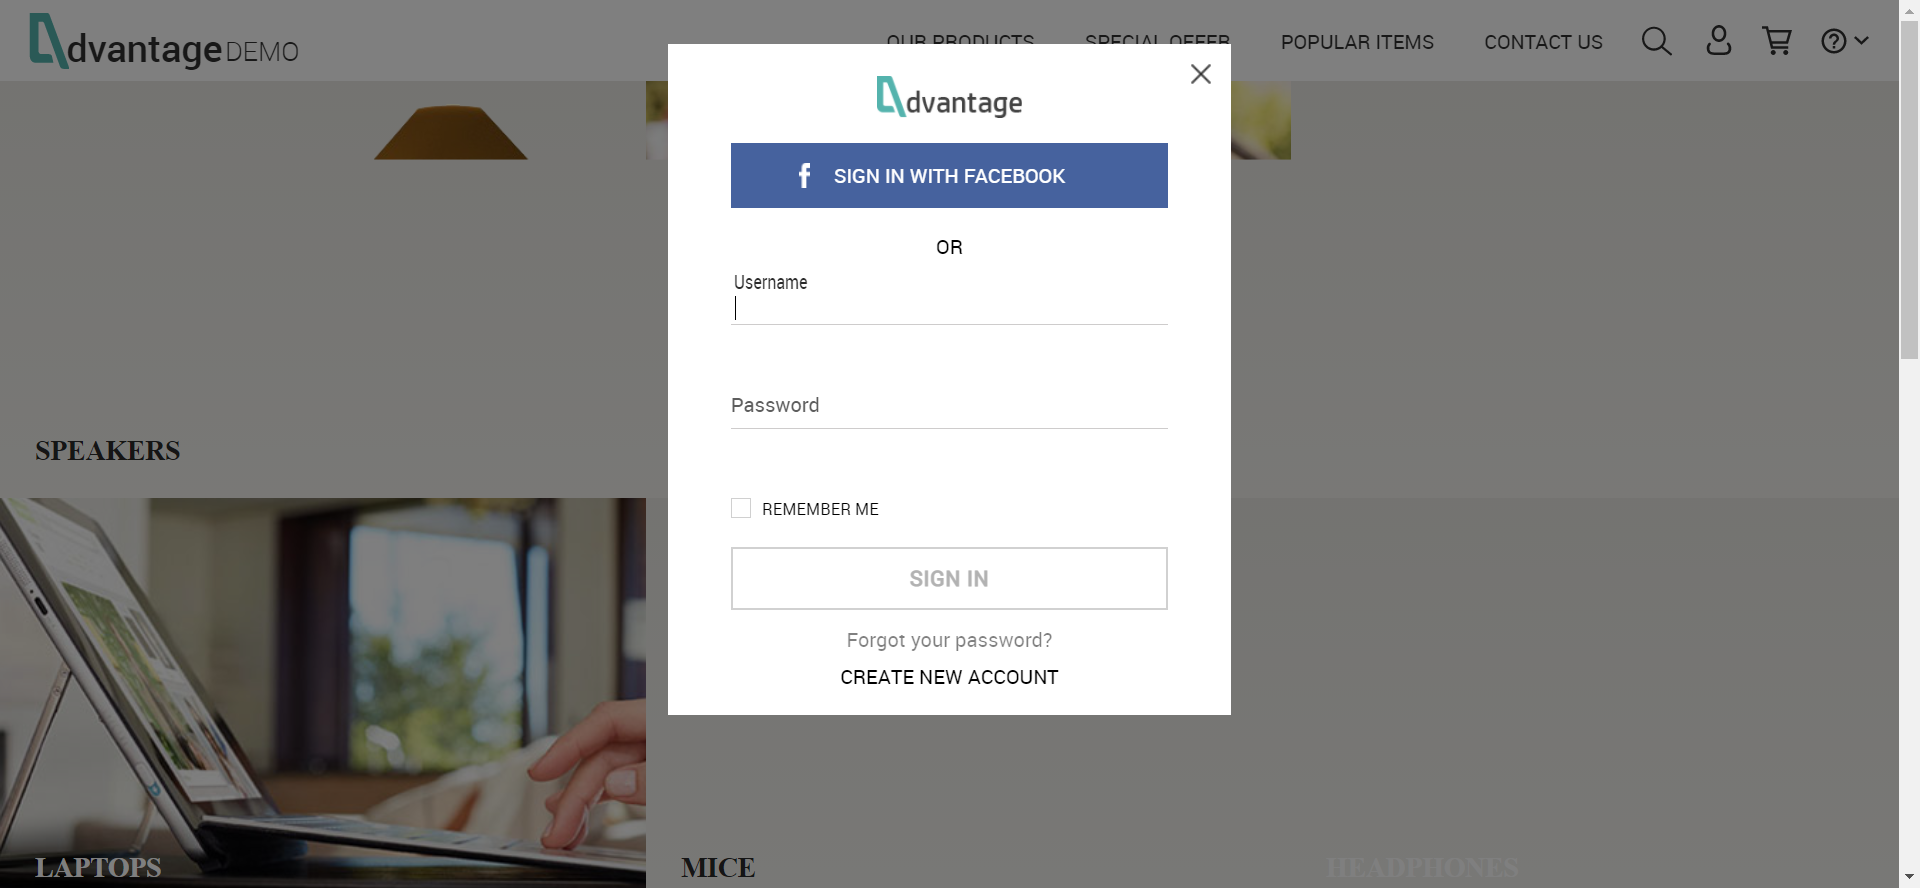 dvantage DEMO
OUR PRODUCTS
SPECIAL OFFER
POPULAR ITEMS
CONTACT US
dvantage
SIGN IN WITH FACEBOOK
OR
Username
Password
REMEMBER ME
SIGN IN
Forgot your password?
CREATE NEW ACCOUNT
SPEAKERS
LAPTOPS
MICE
HEADPHONES